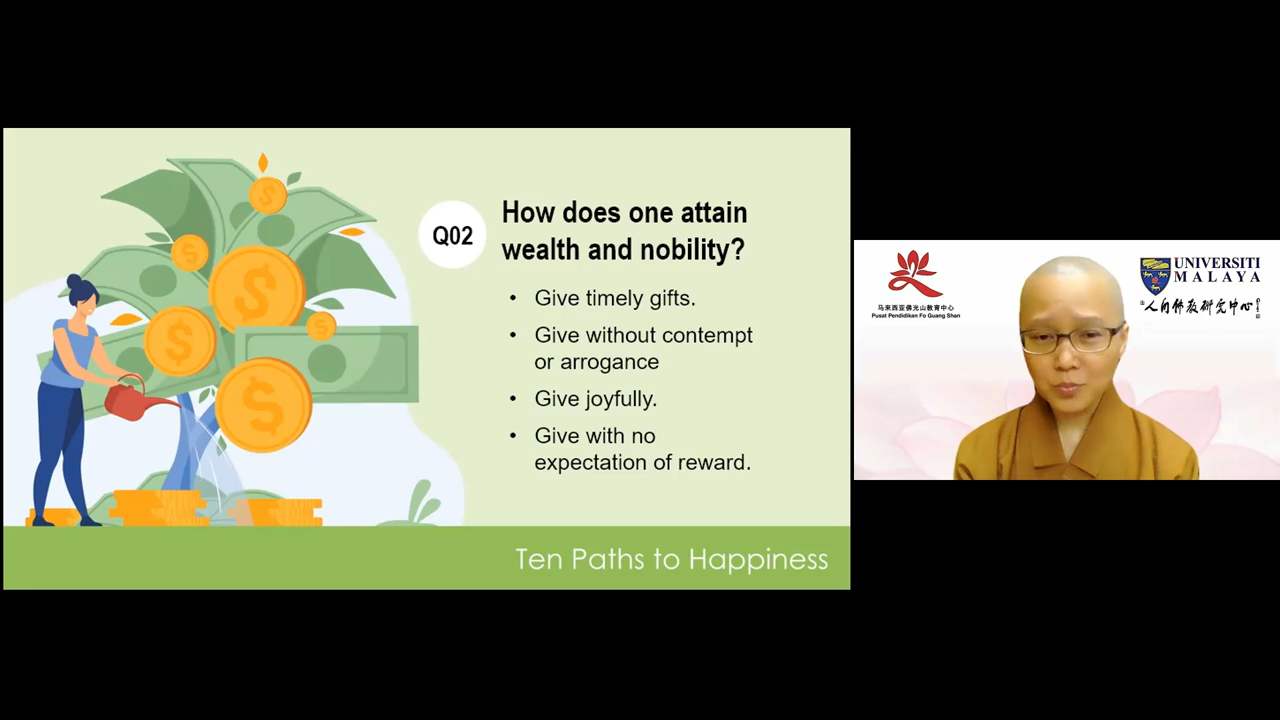 Q02
How does one attain
wealth and nobility?
• Give timely gifts.
• Give without contempt
or arrogance
• Give joyfully.
• Give with no
expectation of reward.
Ten Paths to Happiness
马来西亚佛光山教育中心
Pusat Pendidikan Fo Guang Shan
UNIVERSITI
MALAYA
人间佛教研究中心